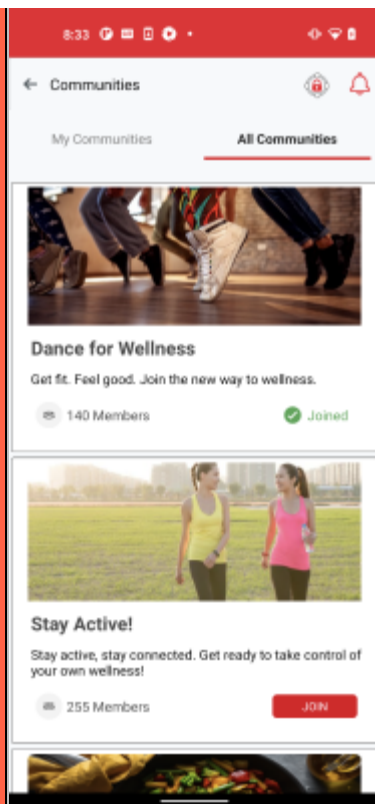 8:33
Communities
My Communities
All Communities
Dance for Wellness
Get fit. Feel good. Join the new way to wellness.
140 Members
Joined
Stay Active!
Stay active, stay connected. Get ready to take control of
your own wellness!
255 Members
JOIN